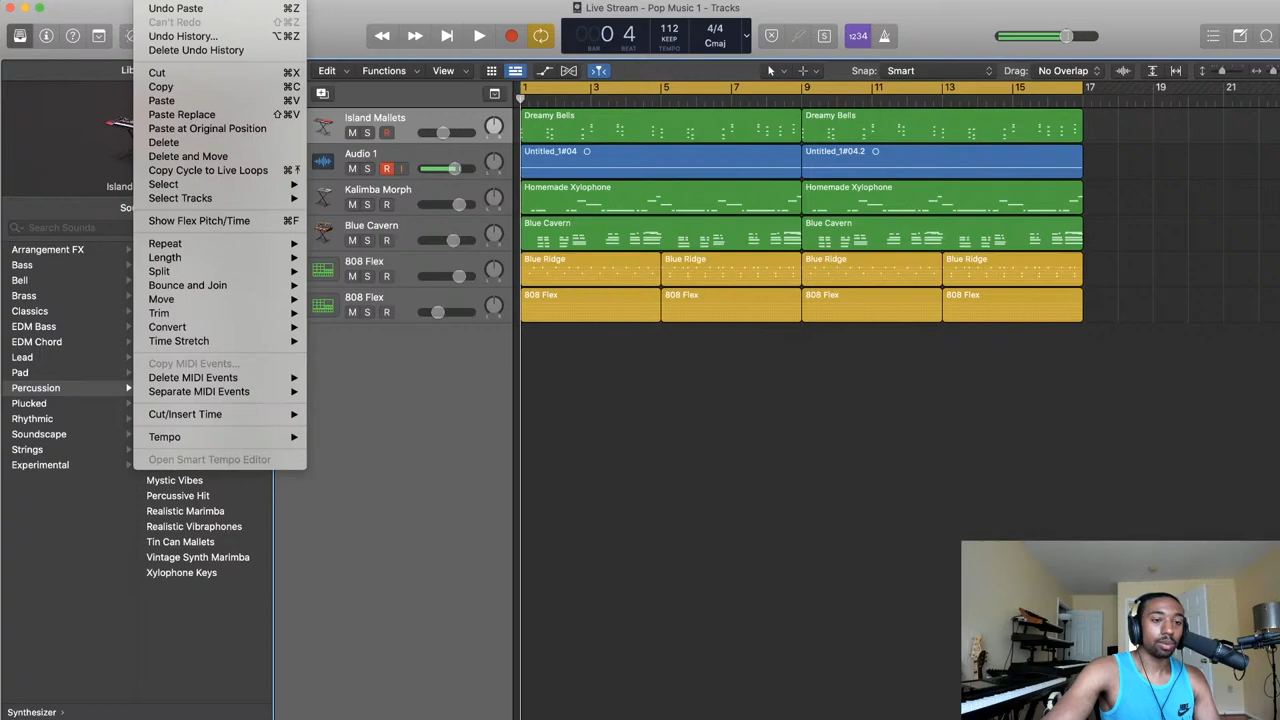 Live Stream - Pop Music 1 - Tracks
Undo Paste ⌘Z
Can't Redo ⇧⌘Z
Undo History... ⌥⌘Z
Delete Undo History
Cut ⌘X
Copy ⌘C
Paste ⌘V
Paste Replace ⇧⌘V
Paste at Original Position
Delete
Delete and Move
Copy Cycle to Live Loops
Select
Select Tracks
Show Flex Pitch/Time ⌘F
Repeat
Length
Split
Bounce and Join
Move
Trim
Convert
Time Stretch
Copy MIDI Events...
Delete MIDI Events
Separate MIDI Events
Cut/Insert Time
Tempo
Open Smart Tempo Editor
0 4 112 4/4
BAR BEAT KEEP TEMPO Cmaj
1234
Edit Functions View Snap: Smart Drag: No Overlap
1 3 5 7 9 11 13 15 17 19 21
Lib
Island
Sou
Search Sounds
Arrangement FX
Bass
Bell
Brass
Classics
EDM Bass
EDM Chord
Lead
Pad
Percussion
Plucked
Rhythmic
Soundscape
Strings
Experimental
Mystic Vibes
Percussive Hit
Realistic Marimba
Realistic Vibraphones
Tin Can Mallets
Vintage Synth Marimba
Xylophone Keys
Synthesizer
Island Mallets
M S R
Audio 1
M S R I
Kalimba Morph
M S R
Blue Cavern
M S R
808 Flex
M S R
808 Flex
M S R
Dreamy Bells Dreamy Bells
Untitled_1#04 Untitled_1#04.2
Homemade Xylophone Homemade Xylophone
Blue Cavern Blue Cavern
Blue Ridge Blue Ridge Blue Ridge Blue Ridge
808 Flex 808 Flex 808 Flex 808 Flex